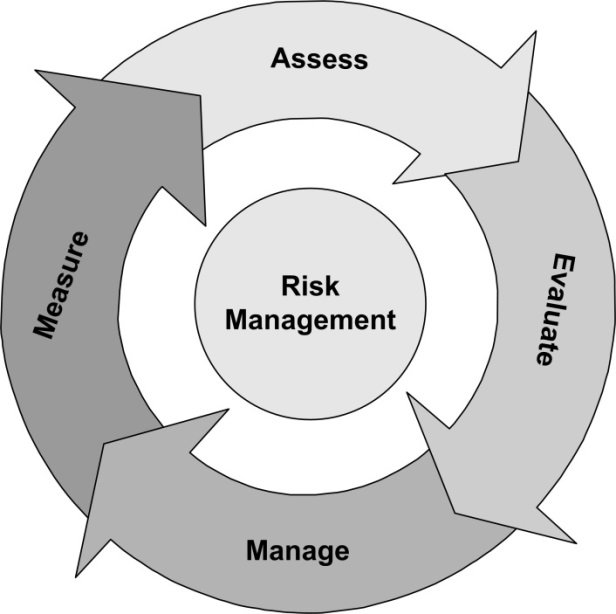 Assess
Evaluate
Manage
Measure
Risk
Management